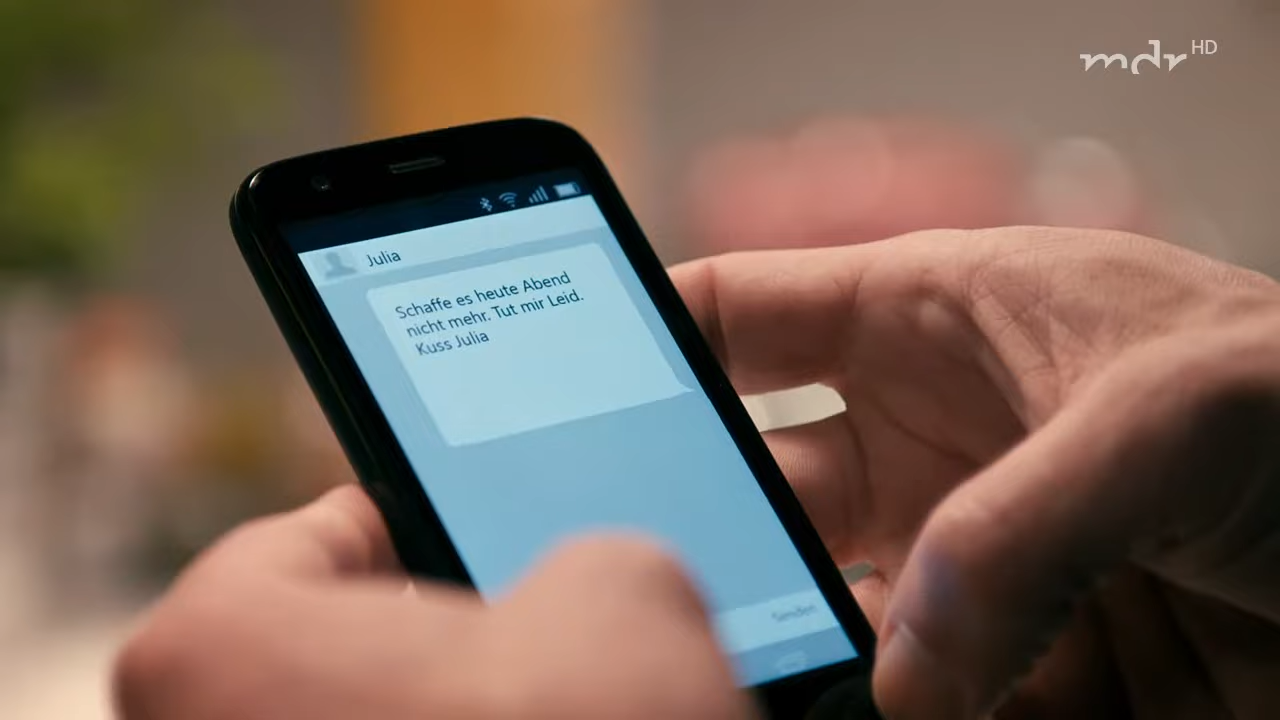 mdr HD
Julia
Schaffe es heute Abend
nicht mehr. Tut mir Leid.
Kuss Julia
Senden